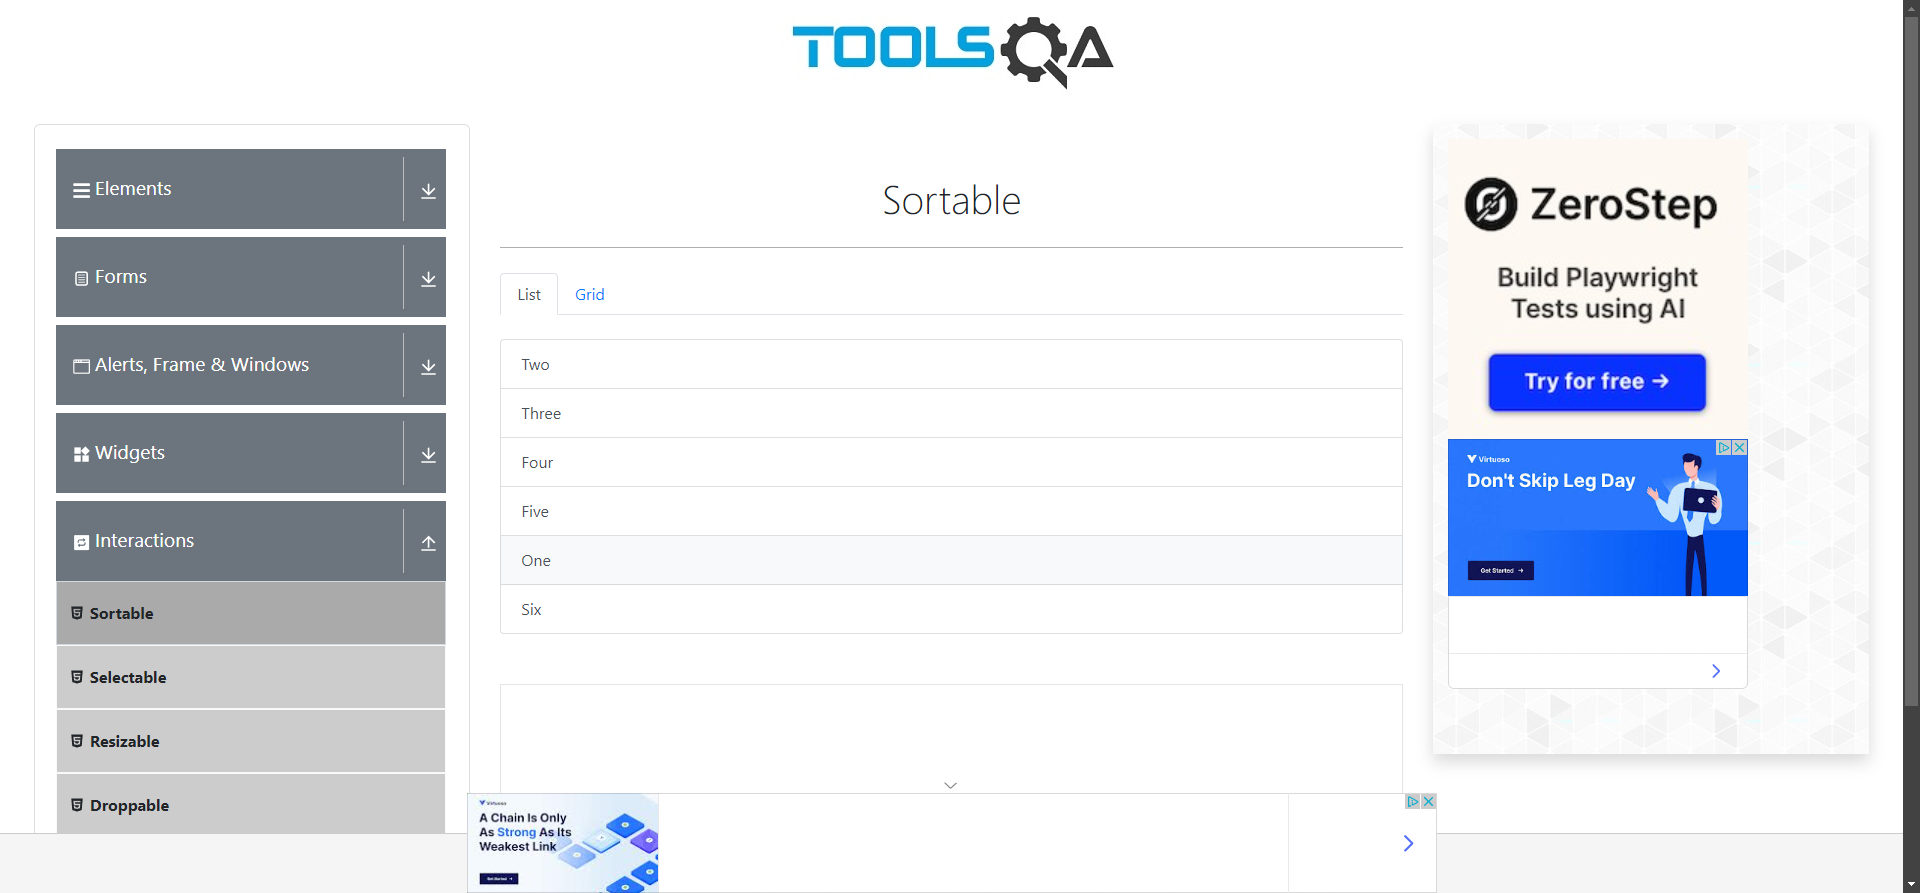 TOOLSQA
Elements
Forms
Alerts, Frame & Windows
Widgets
Interactions
Sortable
Selectable
Resizable
Droppable
Sortable
List
Grid
Two
Three
Four
Five
One
Six
ZeroStep
Build Playwright
Tests using AI
Try for free →
Virtuoso
Don't Skip Leg Day
Get Started →
Virtuoso
A Chain Is Only
As Strong As Its
Weakest Link
Get Started →